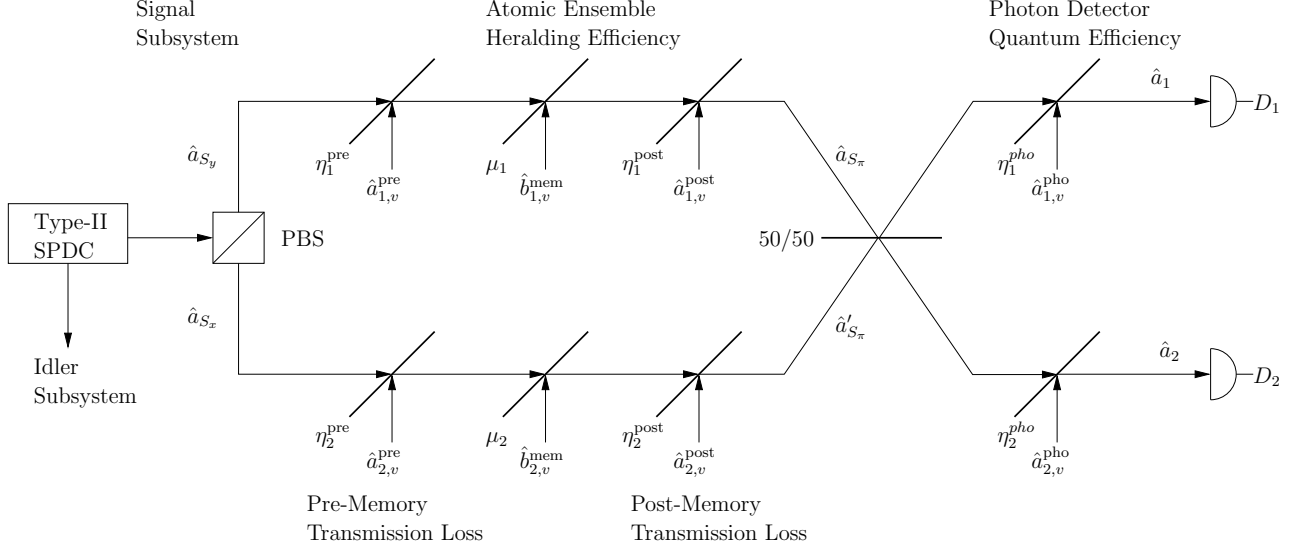 Signal
Subsystem
Atomic Ensemble
Heralding Efficiency
Photon Detector
Quantum Efficiency
â_1
D_1
η_1^pre
μ_1
η_1^post
η_1^pho
â_{S_y}
â_{1,v}^pre
b̂_{1,v}^mem
â_{1,v}^post
â_{S_π}
â_{1,v}^pho
Type-II
SPDC
PBS
50/50
â_{S_x}
â′_{S_π}
â_2
D_2
Idler
Subsystem
η_2^pre
μ_2
η_2^post
η_2^pho
â_{2,v}^pre
b̂_{2,v}^mem
â_{2,v}^post
â_{2,v}^pho
Pre-Memory
Transmission Loss
Post-Memory
Transmission Loss